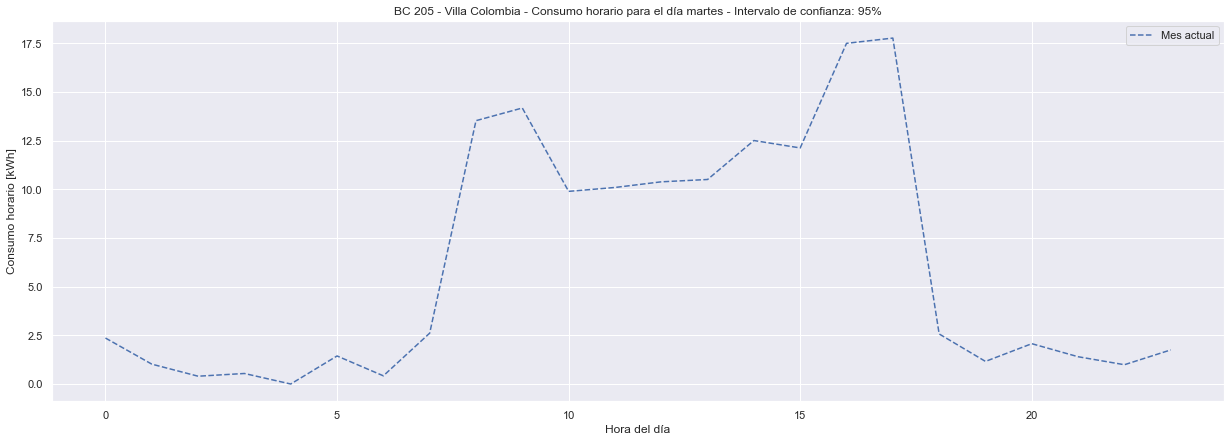 BC 205 - Villa Colombia - Consumo horario para el día martes - Intervalo de confianza: 95%
Mes actual
Consumo horario [kWh]
17.5
15.0
12.5
10.0
7.5
5.0
2.5
0.0
0 5 10 15 20
Hora del día